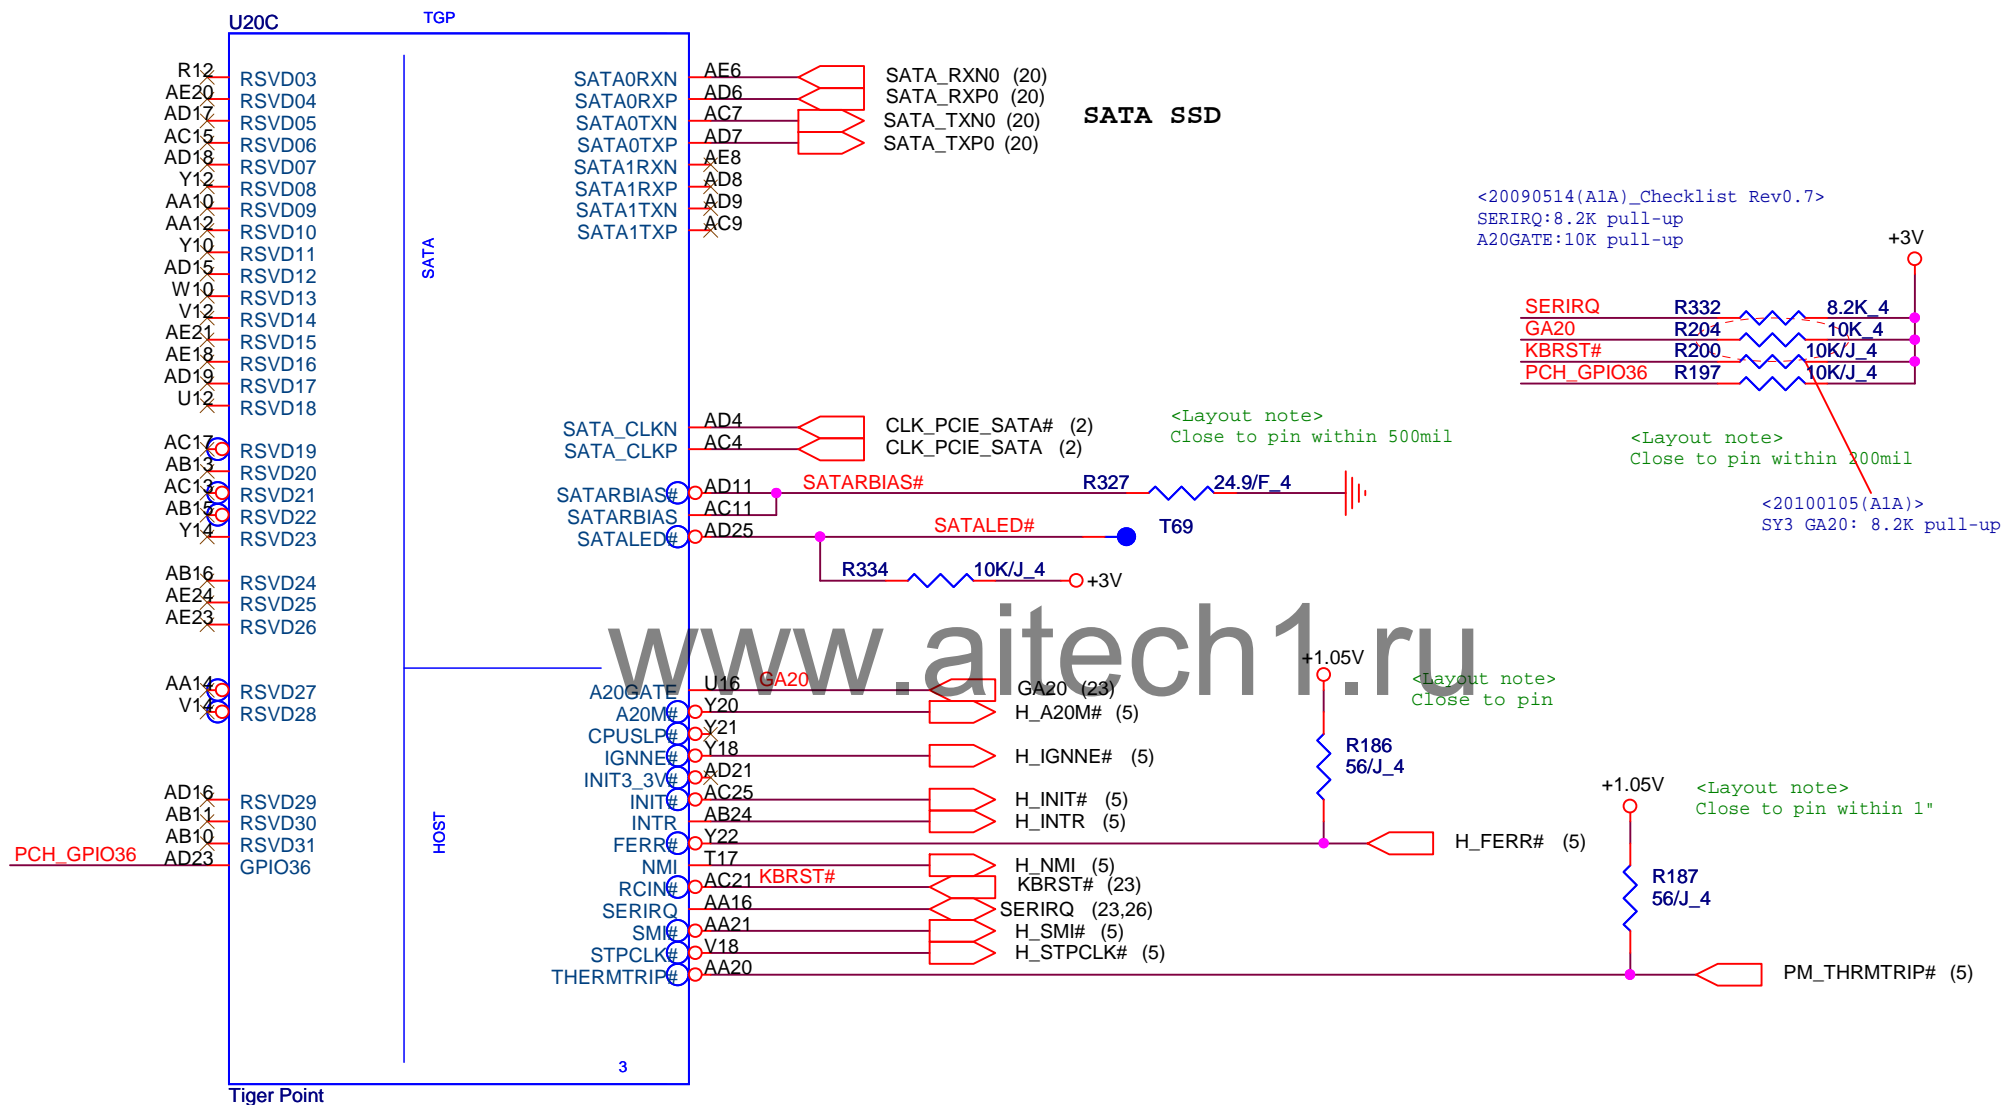 U20C
TGP
R12 RSVD03
AE20 RSVD04
AD17 RSVD05
AC15 RSVD06
AD18 RSVD07
Y12 RSVD08
AA10 RSVD09
AA12 RSVD10
Y10 RSVD11
AD15 RSVD12
W10 RSVD13
V12 RSVD14
AE21 RSVD15
AE18 RSVD16
AD19 RSVD17
U12 RSVD18
AC17 RSVD19
AB13 RSVD20
AC13 RSVD21
AB15 RSVD22
Y14 RSVD23
AB16 RSVD24
AE24 RSVD25
AE23 RSVD26
AA14 RSVD27
V14 RSVD28
AD16 RSVD29
AB11 RSVD30
AB10 RSVD31
PCH_GPIO36 AD23 GPIO36
SATA
HOST
3
Tiger Point
SATA0RXN AE6 SATA_RXN0 (20)
SATA0RXP AD6 SATA_RXP0 (20)
SATA0TXN AC7 SATA_TXN0 (20)
SATA0TXP AD7 SATA_TXP0 (20)
SATA1RXN AE8
SATA1RXP AD8
SATA1TXN AD9
SATA1TXP AC9
SATA SSD
SATA_CLKN AD4 CLK_PCIE_SATA# (2)
SATA_CLKP AC4 CLK_PCIE_SATA (2)
<Layout note>
Close to pin within 500mil
SATARBIAS# AD11 SATARBIAS# R327 24.9/F_4
SATARBIAS AC11
SATALED# AD25 SATALED# T69
R334 10K/J_4 +3V
<20090514(A1A)_Checklist Rev0.7>
SERIRQ:8.2K pull-up
A20GATE:10K pull-up
+3V
SERIRQ R332 8.2K_4
GA20 R204 10K_4
KBRST# R200 10K/J_4
PCH_GPIO36 R197 10K/J_4
<Layout note>
Close to pin within 200mil
<20100105(A1A)>
SY3 GA20: 8.2K pull-up
www.aitech1.ru
A20GATE U16 GA20 GA20 (23)
A20M# Y20 H_A20M# (5)
CPUSLP# Y21
IGNNE# Y18 H_IGNNE# (5)
INIT3_3V# AD21
INIT# AC25 H_INIT# (5)
INTR AB24 H_INTR (5)
FERR# Y22 H_FERR# (5)
NMI T17 H_NMI (5)
RCIN# AC21 KBRST# KBRST# (23)
SERIRQ AA16 SERIRQ (23,26)
SMI# AA21 H_SMI# (5)
STPCLK# V18 H_STPCLK# (5)
THERMTRIP# AA20 PM_THRMTRIP# (5)
+1.05V
<Layout note>
Close to pin
R186
56/J_4
+1.05V
<Layout note>
Close to pin within 1"
R187
56/J_4